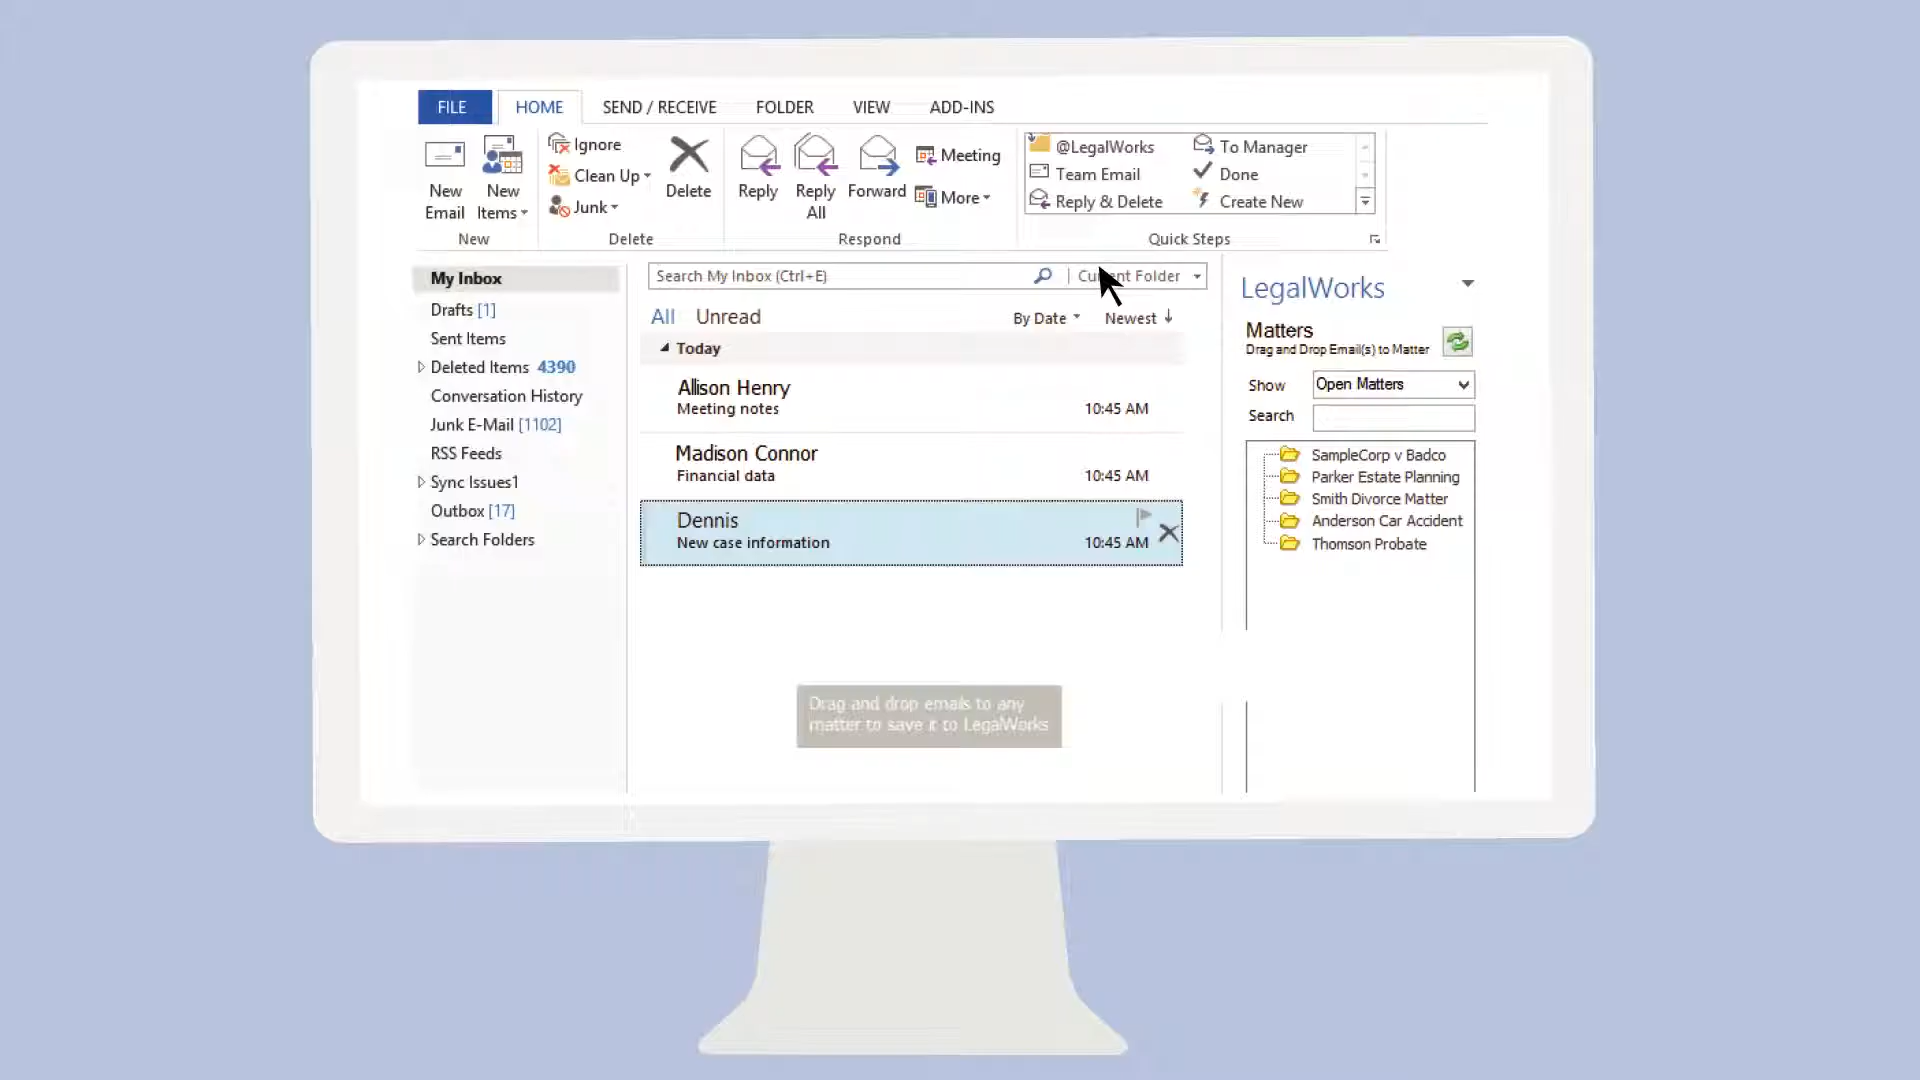 FILE HOME SEND / RECEIVE FOLDER VIEW ADD-INS
New Email
New Items
New
Ignore
Clean Up
Junk
Delete
Delete
Reply
Reply All
Forward
Meeting
More
Respond
@LegalWorks
To Manager
Team Email
Done
Reply & Delete
Create New
Quick Steps
My Inbox
Drafts [1]
Sent Items
Deleted Items 4390
Conversation History
Junk E-Mail [1102]
RSS Feeds
Sync Issues1
Outbox [17]
Search Folders
Search My Inbox (Ctrl+E)
Current Folder
All Unread
By Date Newest
Today
Allison Henry
Meeting notes 10:45 AM
Madison Connor
Financial data 10:45 AM
Dennis
New case information 10:45 AM
Drag and drop emails to any
matter to save it to LegalWorks
LegalWorks
Matters
Drag and Drop Email(s) to Matter
Show Open Matters
Search
SampleCorp v Badco
Parker Estate Planning
Smith Divorce Matter
Anderson Car Accident
Thomson Probate